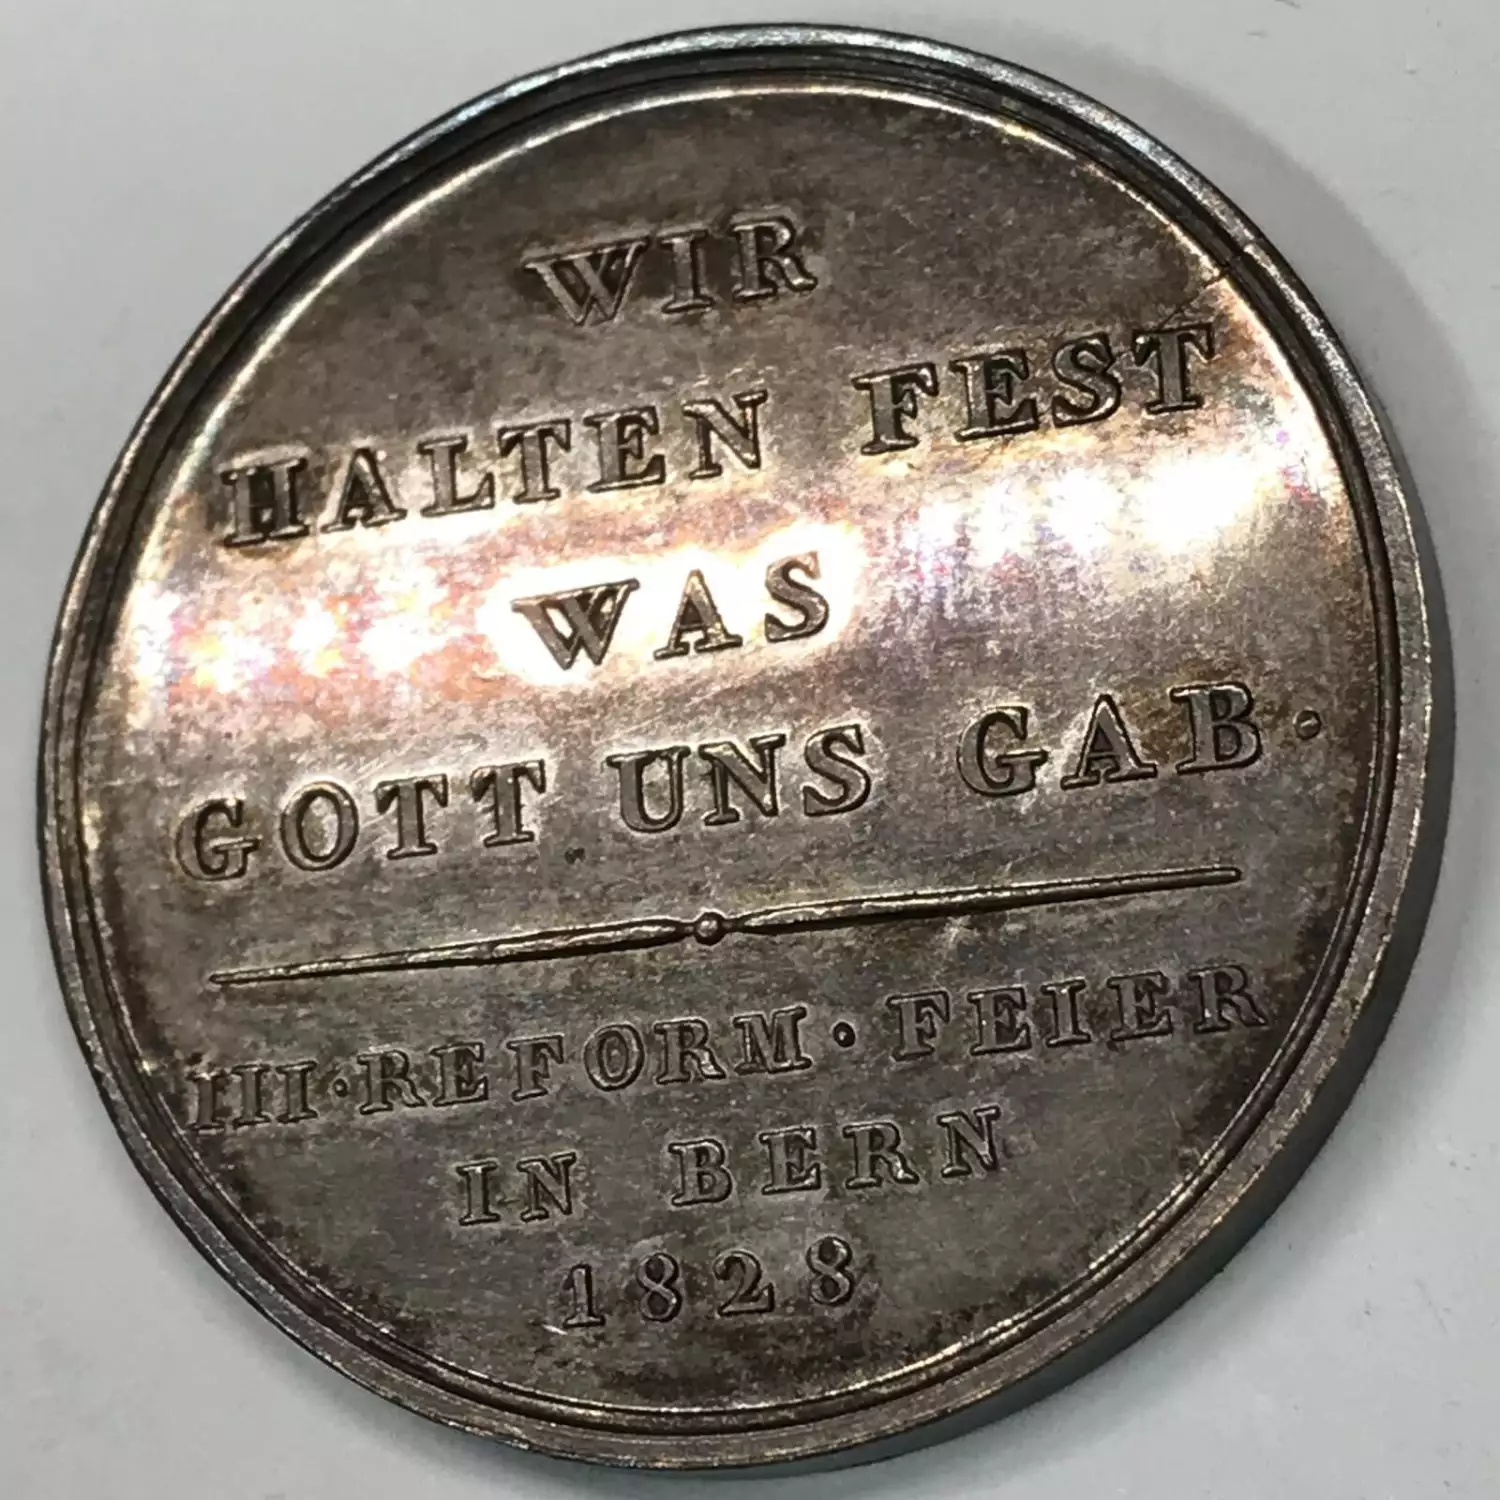 WIR
HALTEN FEST
WAS
GOTT UNS GAB.
III·REFORM·FEIER
IN BERN
1828